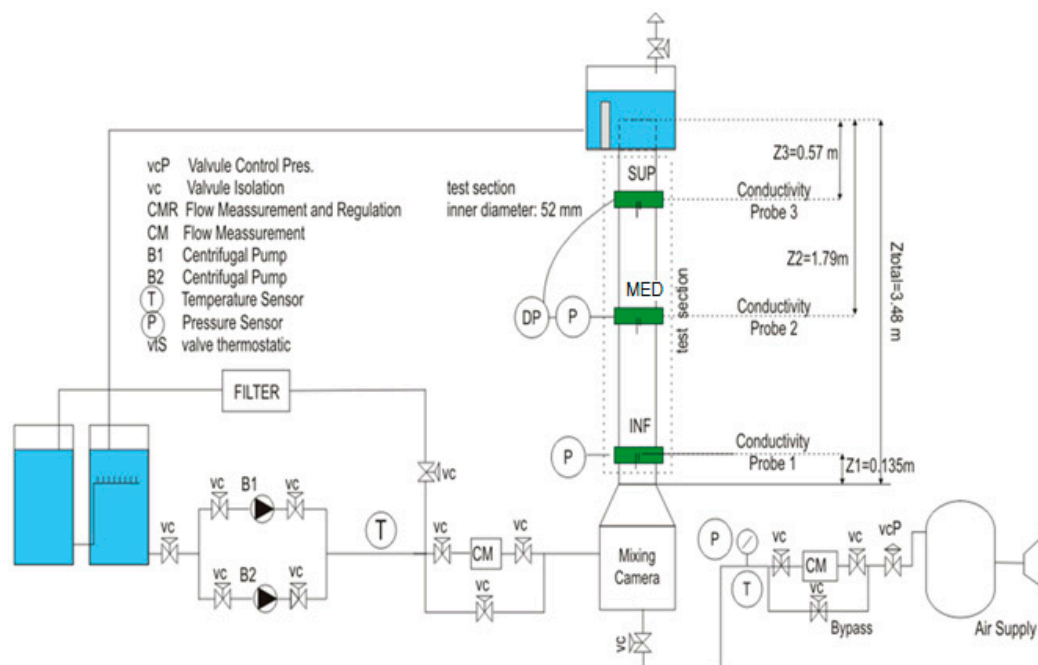 vcP Valvule Control Pres.
vc Valvule Isolation
CMR Flow Meassurement and Regulation
CM Flow Measurement
B1 Centrifugal Pump
B2 Centrifugal Pump
T Temperature Sensor
P Pressure Sensor
vtS valve thermostatic
test section
inner diameter: 52 mm
SUP
MED
INF
DP
P
P
test section
Conductivity
Probe 3
Conductivity
Probe 2
Conductivity
Probe 1
Z3=0.57 m
Z2=1.79m
Ztotal=3.48 m
Z1=0.135m
FILTER
vc
vc
B1
vc
vc
vc
B2
vc
T
vc
CM
vc
vc
vc
Mixing
Camera
vc
P
T
vc
CM
vc
vc
Bypass
vcP
Air Supply